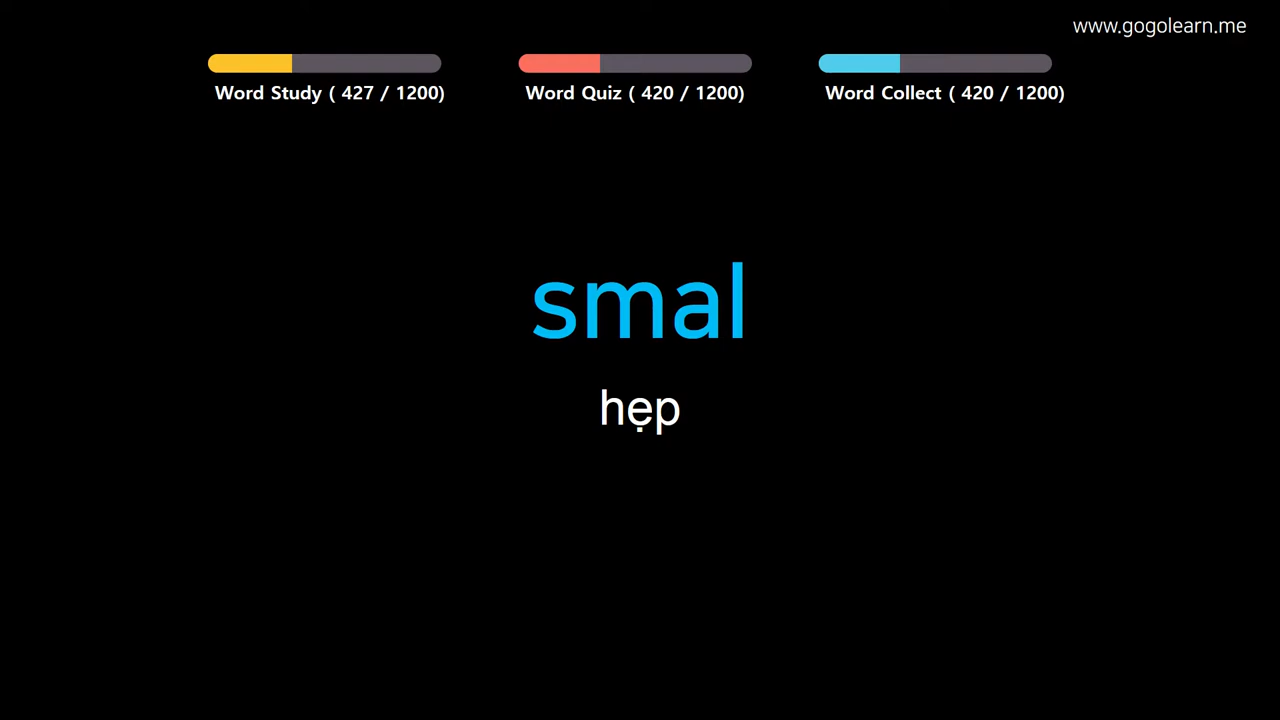 www.gogolearn.me
Word Study ( 427 / 1200)
Word Quiz ( 420 / 1200)
Word Collect ( 420 / 1200)
smal
hẹp